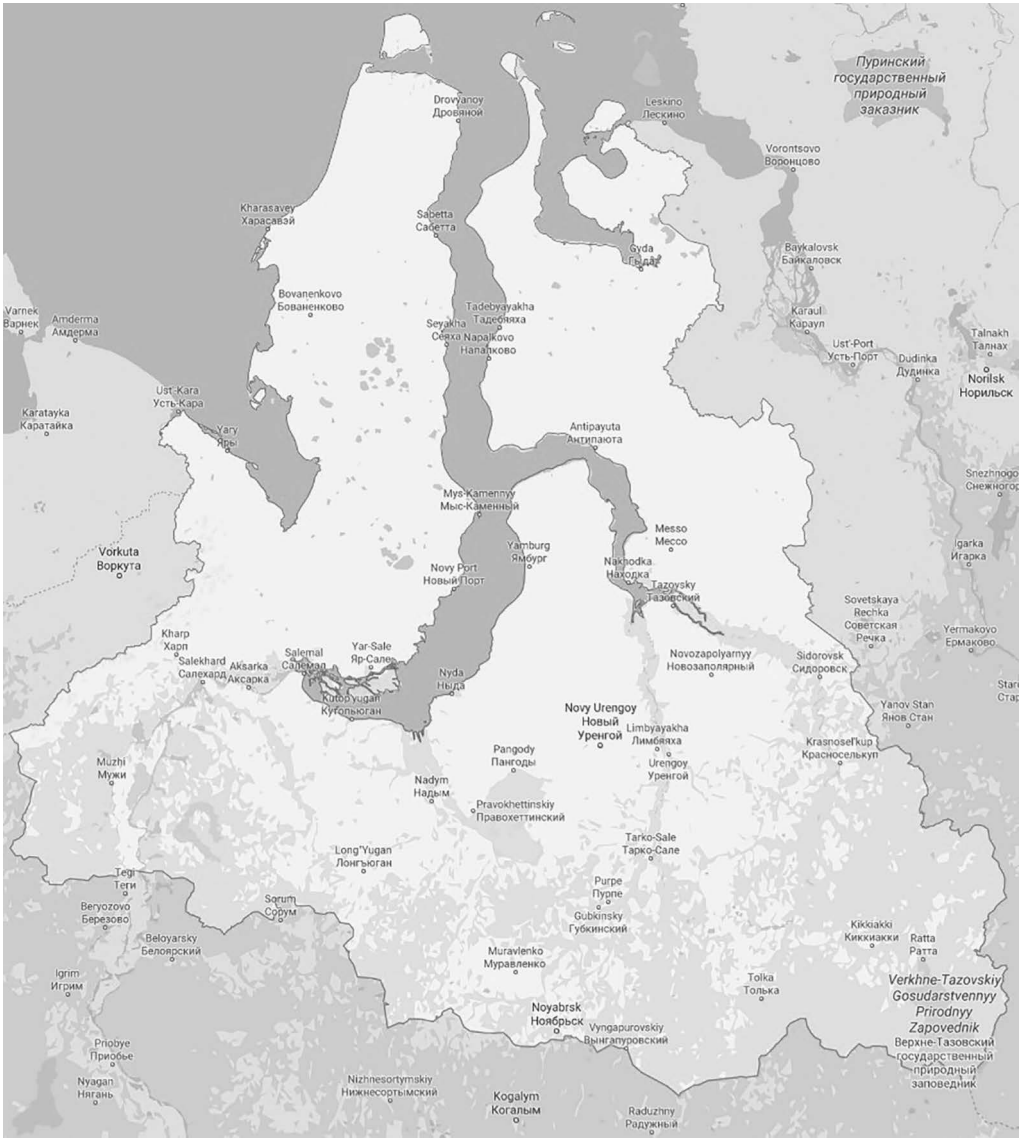 Пуринский
государственный
природный
заказник
Drovyanoy
Дровяной
Leskino
Лескино
Vorontsovo
Воронцово
Kharasavey
Харасавэй
Sabetta
Сабетта
Gyda
Гыда
Baykalovsk
Байкаловск
Bovanenkovo
Бованенково
Varnek
Варнек
Amderma
Амдерма
Seyakha
Сеяха
Tadebyayakha
Тадебяяха
Napalkovo
Напалково
Karaul
Караул
Ust'-Port
Усть-Порт
Dudinka
Дудинка
Talnakh
Талнах
Norilsk
Норильск
Ust'-Kara
Усть-Кара
Karatayka
Каратайка
Yary
Яры
Antipayuta
Антипаюта
Snezhnogo
Снежногор
Mys-Kamennyy
Мыс-Каменный
Messo
Мессо
Vorkuta
Воркута
Yamburg
Ямбург
Igarka
Игарка
Novy Port
Новый Порт
Nakhodka
Находка
Tazovsky
Тазовский
Sovetskaya
Rechka
Советская
Речка
Yermakovo
Ермаково
Kharp
Харп
Salekhard
Салехард
Aksarka
Аксарка
Salemal
Салемал
Yar-Sale
Яр-Сале
Novozapolyarnyy
Новозаполярный
Sidorovsk
Сидоровск
Nyda
Ныда
Kutop'yugan
Кутопьюган
Star
Стар
Yanov Stan
Янов Стан
Novy Urengoy
Новый
Уренгой
Limbyayakha
Лимбяяха
Urengoy
Уренгой
Krasnosel'kup
Красноселькуп
Muzhi
Мужи
Pangody
Пангоды
Nadym
Надым
Pravokhettinskiy
Правохеттинский
Long"Yugan
Лонгъюган
Tarko-Sale
Тарко-Сале
Tegi
Теги
Purpe
Пурпе
Gubkinsky
Губкинский
Beryozovo
Березово
Sorum
Сорум
Beloyarsky
Белоярский
Kikkiakki
Киккиакки
Ratta
Ратта
Muravlenko
Муравленко
Igrim
Игрим
Tolka
Толька
Verkhne-Tazovskiy
Gosudarstvennyy
Prirodnyy
Zapovednik
Верхне-Тазовский
государственный
природный
заповедник
Noyabrsk
Ноябрьск
Vyngapurovskiy
Вынгапуровский
Priobye
Приобье
Nyagan
Нягань
Nizhnesortymskiy
Нижнесортымский
Kogalym
Когалым
Raduzhny
Радужный